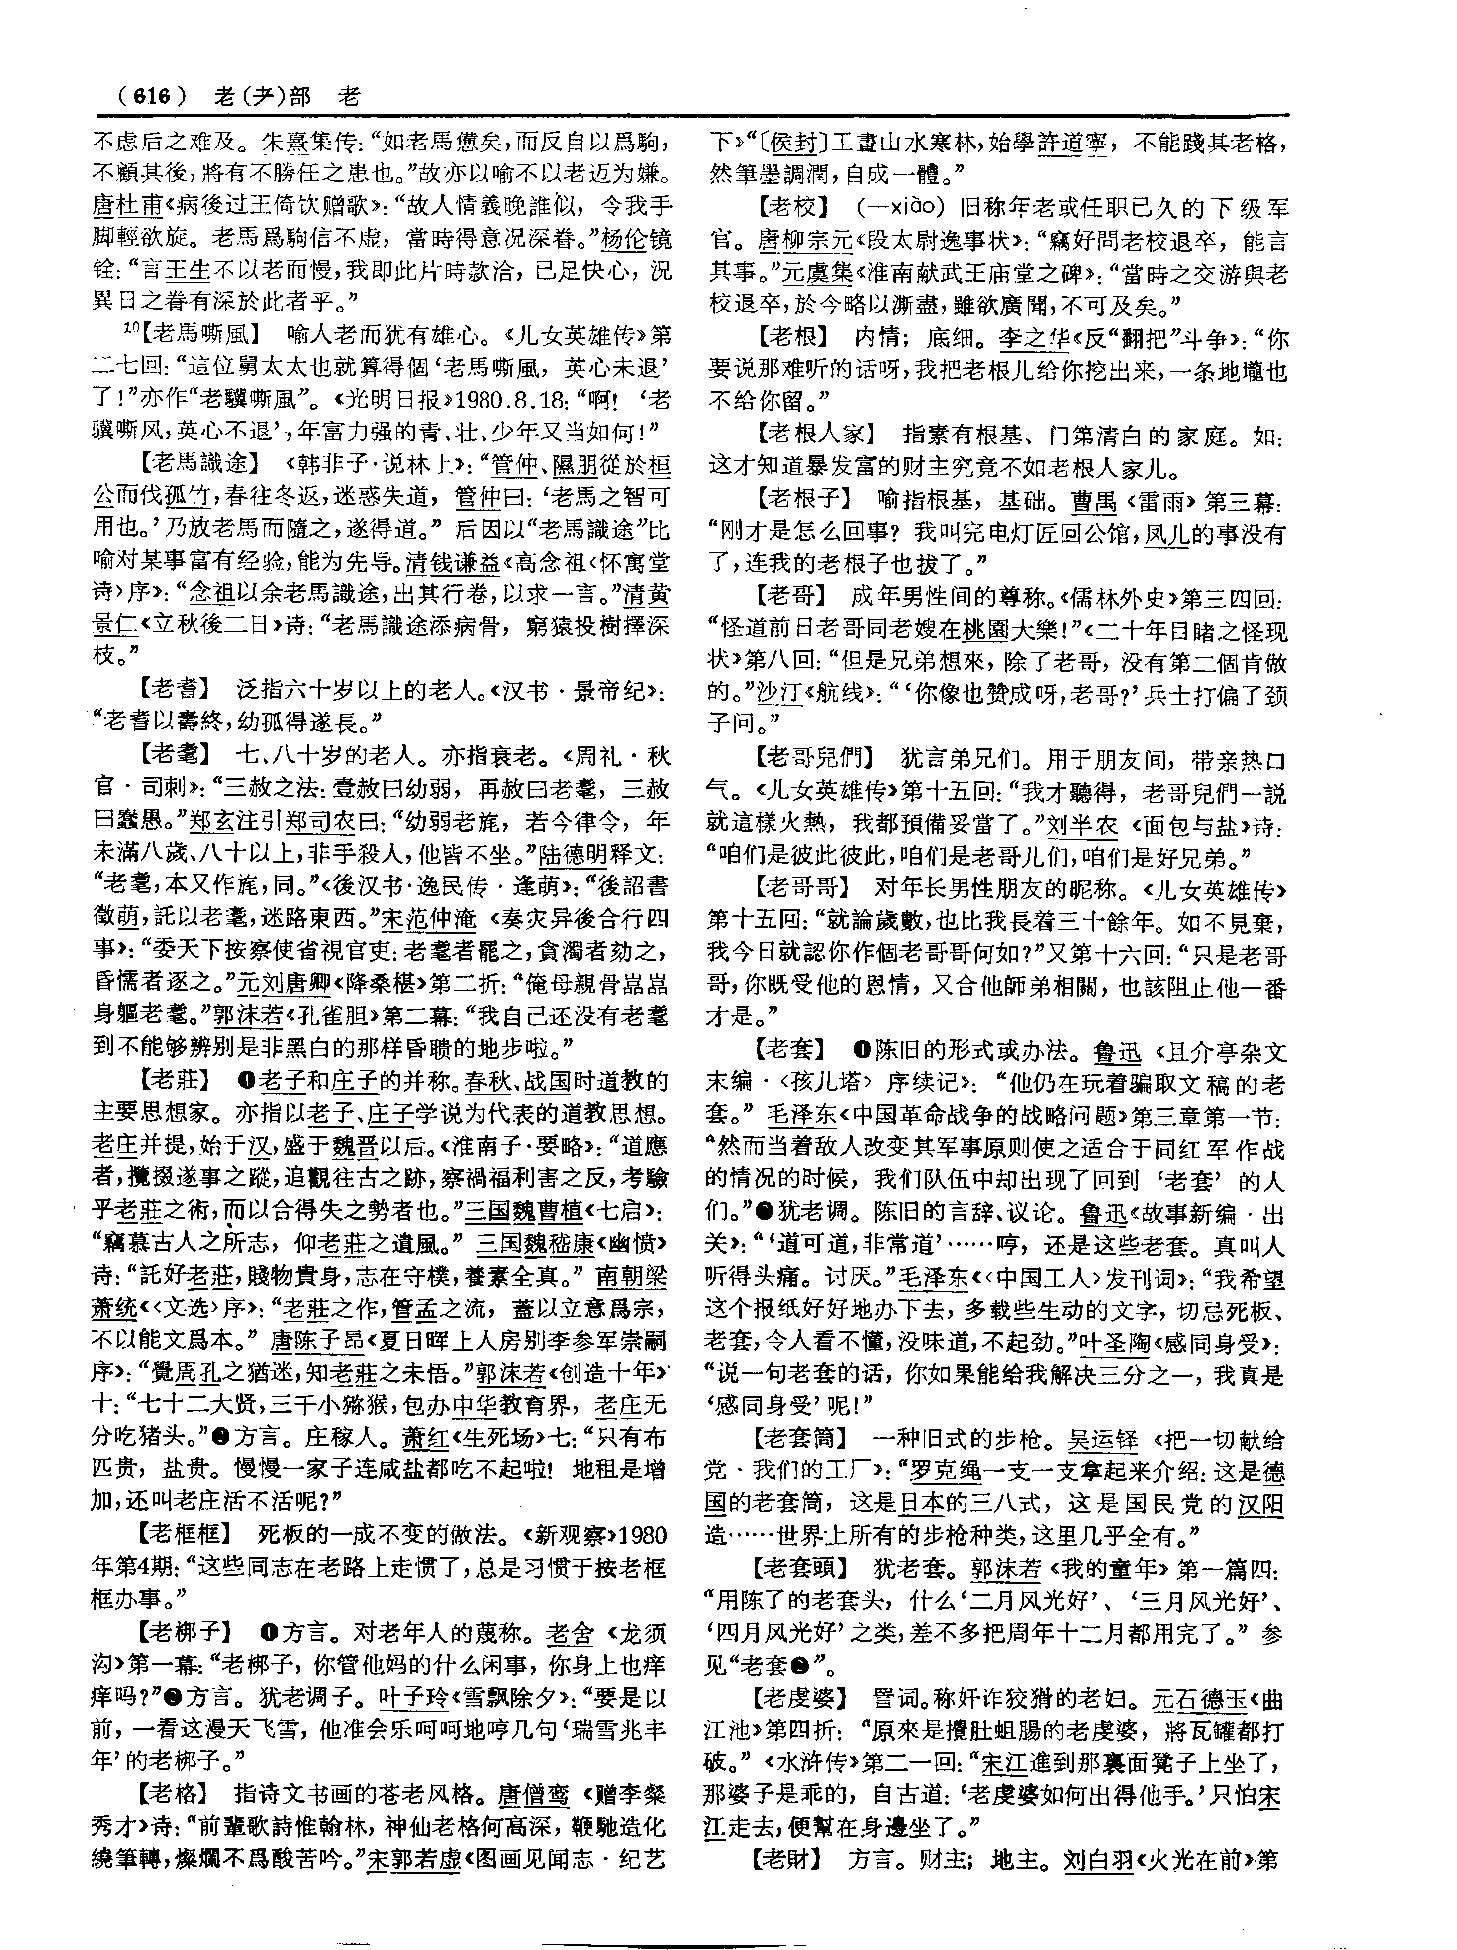 （616） 老(耂)部 老
不虑后之难及。朱熹集传：“如老馬憊矣，而反自以爲駒，
不顧其後，將有不勝任之患也。”故亦以喻不以老迈为嫌。
唐杜甫《病後过王倚饮赠歌》：“故人情義晚誰似，令我手
脚輕欲旋。老馬爲駒信不虚，當時得意况深眷。”杨伦镜
铨：“言王生不以老而慢，我即此片時款洽，已足快心，况
異日之眷有深於此者乎。”
10【老馬嘶風】 喻人老而犹有雄心。《儿女英雄传》第
二七回：“這位舅太太也就算得個‘老馬嘶風，英心未退’
了！”亦作“老驥嘶風”。《光明日报》1980.8.18：“啊！‘老
骥嘶风，英心不退’，年富力强的青、壮、少年又当如何！”
【老馬識途】 《韩非子·说林上》：“管仲、隰朋從於桓
公而伐孤竹，春往冬返，迷惑失道，管仲曰：‘老馬之智可
用也。’乃放老馬而隨之，遂得道。”后因以“老馬識途”比
喻对某事富有经验，能为先导。清钱谦益《高念祖〈怀寓堂
诗〉序》：“念祖以余老馬識途，出其行卷，以求一言。”清黄
景仁《立秋後二日》诗：“老馬識途添病骨，窮猿投樹擇深
枝。”
【老耆】 泛指六十岁以上的老人。《汉书·景帝纪》：
“老耆以壽終，幼孤得遂長。”
【老耄】 七、八十岁的老人。亦指衰老。《周礼·秋
官·司刺》：“三赦之法：壹赦曰幼弱，再赦曰老耄，三赦
曰蠢愚。”郑玄注引郑司农曰：“幼弱老旄，若今律令，年
未滿八歲、八十以上，非手殺人，他皆不坐。”陆德明释文：
“老耄，本又作旄，同。”《後汉书·逸民传·逢萌》：“後詔書
徵萌，託以老耄，迷路東西。”宋范仲淹《奏灾异後合行四
事》：“委天下按察使省視官吏：老耄者罷之，貪濁者劾之，
昏懦者逐之。”元刘唐卿《降桑椹》第二折：“俺母親骨嵓嵓
身軀老耄。”郭沫若《孔雀胆》第二幕：“我自己还没有老耄
到不能够辨别是非黑白的那样昏聩的地步啦。”
【老莊】 ❶老子和庄子的并称。春秋、战国时道教的
主要思想家。亦指以老子、庄子学说为代表的道教思想。
老庄并提，始于汉，盛于魏晋以后。《淮南子·要略》：“道應
者，攬掇遂事之蹤，追觀往古之跡，察禍福利害之反，考驗
乎老莊之術，而以合得失之勢者也。”三国魏曹植《七启》：
“竊慕古人之所志，仰老莊之遺風。”三国魏嵇康《幽愤》
诗：“託好老莊，賤物貴身，志在守樸，養素全真。”南朝梁
萧统《〈文选〉序》：“老莊之作，管孟之流，蓋以立意爲宗，
不以能文爲本。”唐陈子昂《夏日晖上人房别李参军崇嗣
序》：“覺周孔之猶迷，知老莊之未悟。”郭沫若《创造十年》
十：“七十二大贤，三千小猕猴，包办中华教育界，老庄无
分吃猪头。”❷方言。庄稼人。萧红《生死场》七：“只有布
匹贵，盐贵。慢慢一家子连咸盐都吃不起啦！地租是增
加，还叫老庄活不活呢？”
【老框框】 死板的一成不变的做法。《新观察》1980
年第4期：“这些同志在老路上走惯了，总是习惯于按老框
框办事。”
【老梆子】 ❶方言。对老年人的蔑称。老舍《龙须
沟》第一幕：“老梆子，你管他妈的什么闲事，你身上也痒
痒吗？”❷方言。犹老调子。叶子玲《雪飘除夕》：“要是以
前，一看这漫天飞雪，他准会乐呵呵地哼几句‘瑞雪兆丰
年’的老梆子。”
【老格】 指诗文书画的苍老风格。唐僧鸾《赠李粲
秀才》诗：“前輩歌詩惟翰林，神仙老格何高深，鞭馳造化
繞筆轉，燦爛不爲酸苦吟。”宋郭若虚《图画见闻志·纪艺
下》“〔侯封〕工畫山水寒林，始學許道寧，不能踐其老格，
然筆墨調潤，自成一體。”
【老校】 (一xiào) 旧称年老或任职已久的下级军
官。唐柳宗元《段太尉逸事状》：“竊好問老校退卒，能言
其事。”元虞集《淮南献武王庙堂之碑》：“當時之交游與老
校退卒，於今略以澌盡，雖欲廣聞，不可及矣。”
【老根】 内情；底细。李之华《反“翻把”斗争》：“你
要说那难听的话呀，我把老根儿给你挖出来，一条地壠也
不给你留。”
【老根人家】 指素有根基、门第清白的家庭。如：
这才知道暴发富的财主究竟不如老根人家儿。
【老根子】 喻指根基，基础。曹禺《雷雨》第三幕：
“刚才是怎么回事？我叫完电灯匠回公馆，凤儿的事没有
了，连我的老根子也拔了。”
【老哥】 成年男性间的尊称。《儒林外史》第三四回：
“怪道前日老哥同老嫂在桃園大樂！”《二十年目睹之怪现
状》第八回：“但是兄弟想來，除了老哥，没有第二個肯做
的。”沙汀《航线》：“‘你像也赞成呀，老哥？’兵士打偏了颈
子问。”
【老哥兒們】 犹言弟兄们。用于朋友间，带亲热口
气。《儿女英雄传》第十五回：“我才聽得，老哥兒們一説
就這樣火熱，我都預備妥當了。”刘半农《面包与盐》诗：
“咱们是彼此彼此，咱们是老哥儿们，咱们是好兄弟。”
【老哥哥】 对年长男性朋友的昵称。《儿女英雄传》
第十五回：“就論歲數，也比我長着三十餘年。如不見棄，
我今日就認你作個老哥哥何如？”又第十六回：“只是老哥
哥，你既受他的恩情，又合他師弟相關，也該阻止他一番
才是。”
【老套】 ❶陈旧的形式或办法。鲁迅《且介亭杂文
末编·〈孩儿塔〉序续记》：“他仍在玩着骗取文稿的老
套。”毛泽东《中国革命战争的战略问题》第三章第一节：
“然而当着敌人改变其军事原则使之适合于同红军作战
的情况的时候，我们队伍中却出现了回到‘老套’的人
们。”❷犹老调。陈旧的言辞、议论。鲁迅《故事新编·出
关》：“‘道可道，非常道’……哼，还是这些老套。真叫人
听得头痛。讨厌。”毛泽东《〈中国工人〉发刊词》：“我希望
这个报纸好好地办下去，多载些生动的文字，切忌死板、
老套，令人看不懂，没味道，不起劲。”叶圣陶《感同身受》：
“说一句老套的话，你如果能给我解决三分之一，我真是
‘感同身受’呢！”
【老套筒】 一种旧式的步枪。吴运铎《把一切献给
党·我们的工厂》：“罗克绳一支一支拿起来介绍：这是德
国的老套筒，这是日本的三八式，这是国民党的汉阳
造……世界上所有的步枪种类，这里几乎全有。”
【老套頭】 犹老套。郭沫若《我的童年》第一篇四：
“用陈了的老套头，什么‘二月风光好’、‘三月风光好’、
‘四月风光好’之类，差不多把周年十二月都用完了。”参
见“老套❷”。
【老虔婆】 詈词。称奸诈狡猾的老妇。元石德玉《曲
江池》第四折：“原來是攪肚蛆腸的老虔婆，將瓦罐都打
破。”《水浒传》第二一回：“宋江進到那裏面凳子上坐了，
那婆子是乖的，自古道：‘老虔婆如何出得他手。’只怕宋
江走去，便幫在身邊坐了。”
【老財】 方言。财主；地主。刘白羽《火光在前》第